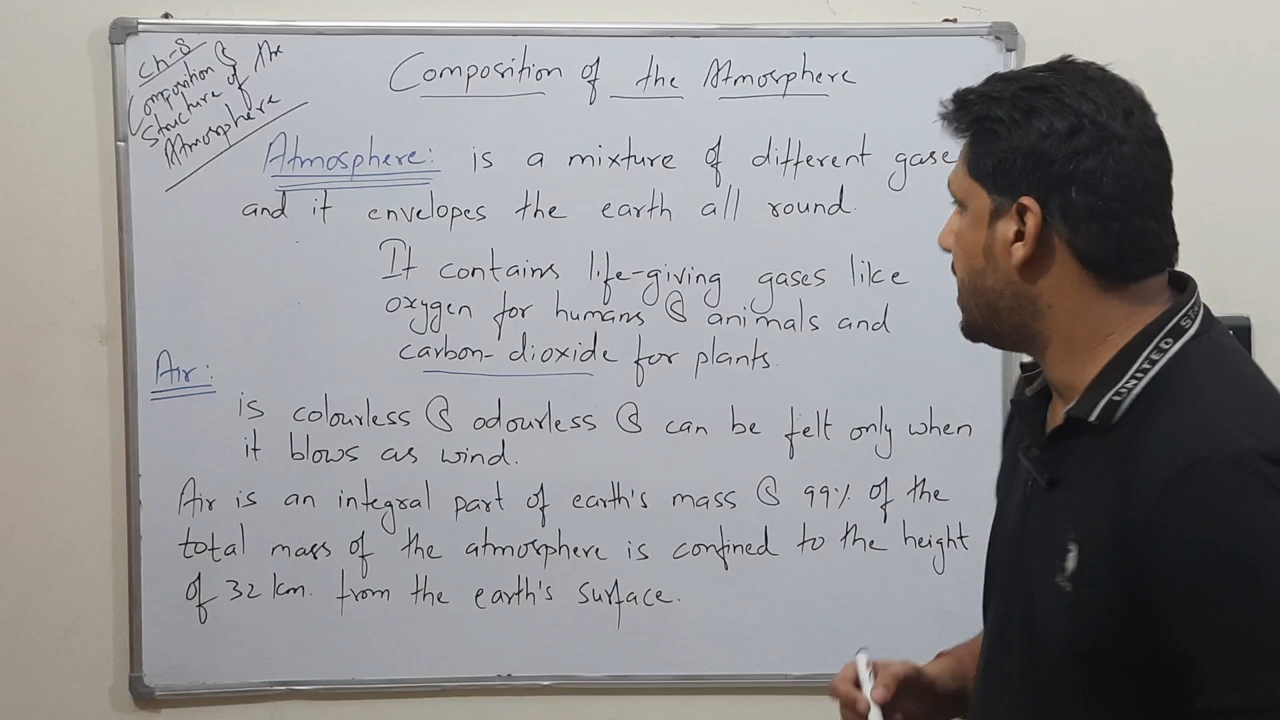 Ch-8
Composition &
Structure of the
Atmosphere
Composition of the Atmosphere
Atmosphere: is a mixture of different gase
and it envelopes the earth all round.
It contains life-giving gases like
oxygen for humans & animals and
carbon-dioxide for plants.
Air:
is colourless & odourless & can be felt only when
it blows as wind.
Air is an integral part of earth's mass & 99% of the
total mass of the atmosphere is confined to the height
of 32 km. from the earth's surface.
UNITED